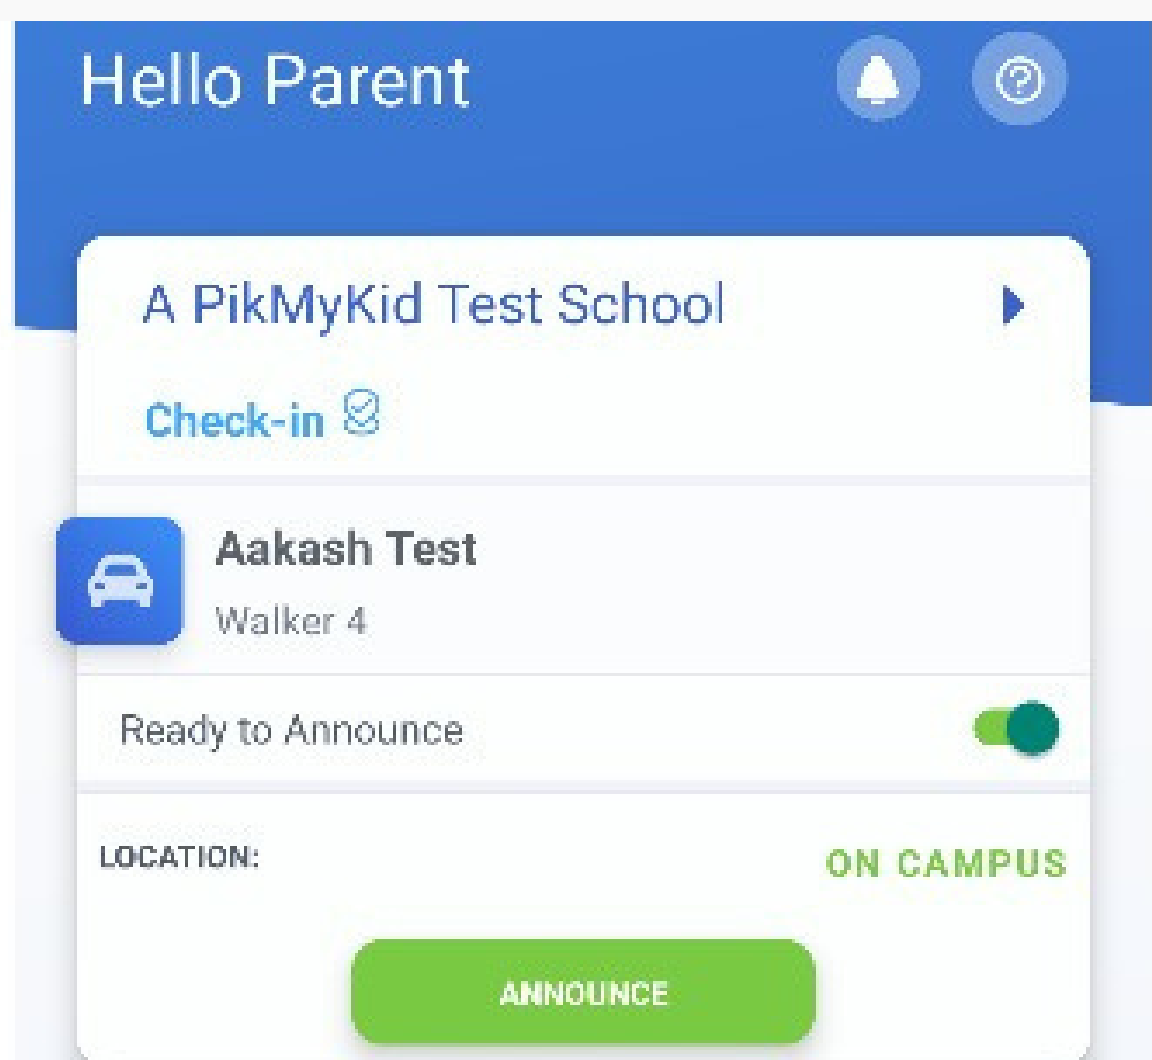 Hello Parent
A PikMyKid Test School
Check-in
Aakash Test
Walker 4
Ready to Announce
LOCATION: ON CAMPUS
ANNOUNCE